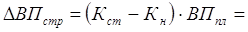 ΔВП_стр = (К_ст − К_н) · ВП_пл =